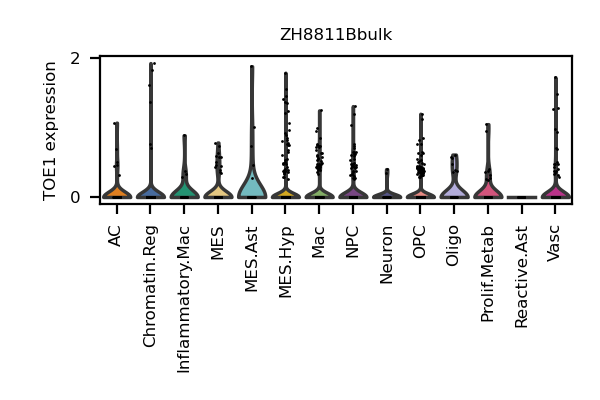 ZH8811Bbulk
TOE1 expression
2
0
AC
Chromatin.Reg
Inflammatory.Mac
MES
MES.Ast
MES.Hyp
Mac
NPC
Neuron
OPC
Oligo
Prolif.Metab
Reactive.Ast
Vasc